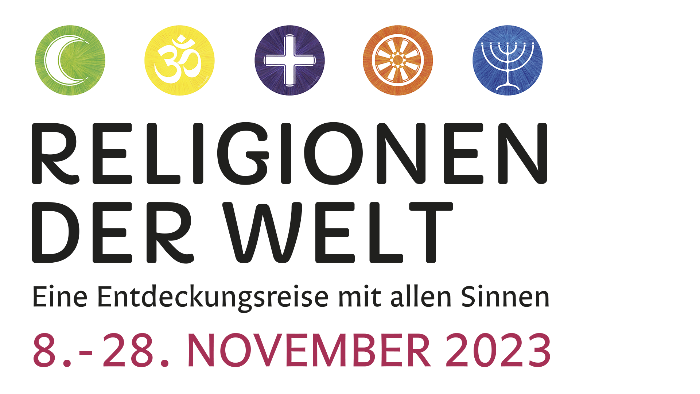 RELIGIONEN
DER WELT
Eine Entdeckungsreise mit allen Sinnen
8.-28. NOVEMBER 2023